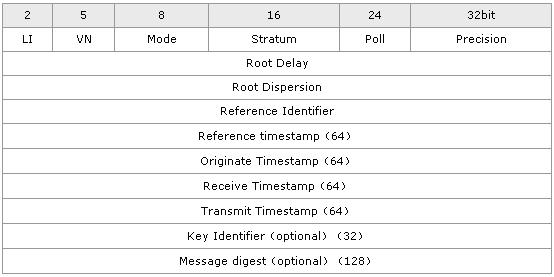 2 5 8 16 24 32bit
LI VN Mode Stratum Poll Precision
Root Delay
Root Dispersion
Reference Identifier
Reference timestamp (64)
Originate Timestamp (64)
Receive Timestamp (64)
Transmit Timestamp (64)
Key Identifier (optional) (32)
Message digest (optional) (128)